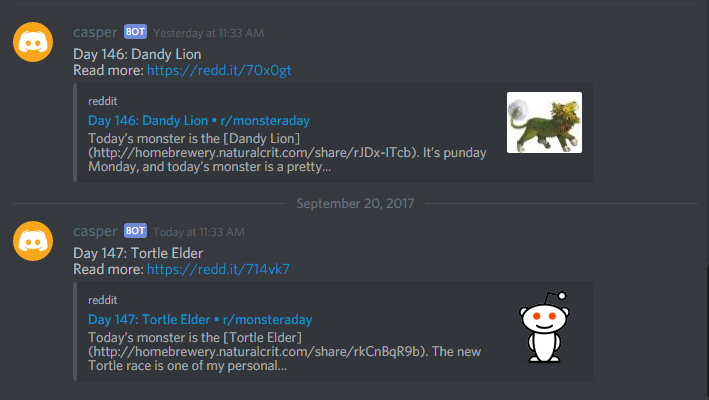 casper BOT Yesterday at 11:33 AM
Day 146: Dandy Lion
Read more: https://redd.it/70x0gt
reddit
Day 146: Dandy Lion • r/monsteraday
Today's monster is the [Dandy Lion]
(http://homebrewery.naturalcrit.com/share/rJDx-ITcb). It's punday
Monday, and today's monster is a pretty...
September 20, 2017
casper BOT Today at 11:33 AM
Day 147: Tortle Elder
Read more: https://redd.it/714vk7
reddit
Day 147: Tortle Elder • r/monsteraday
Today's monster is the [Tortle Elder]
(http://homebrewery.naturalcrit.com/share/rkCnBqR9b). The new
Tortle race is one of my personal...